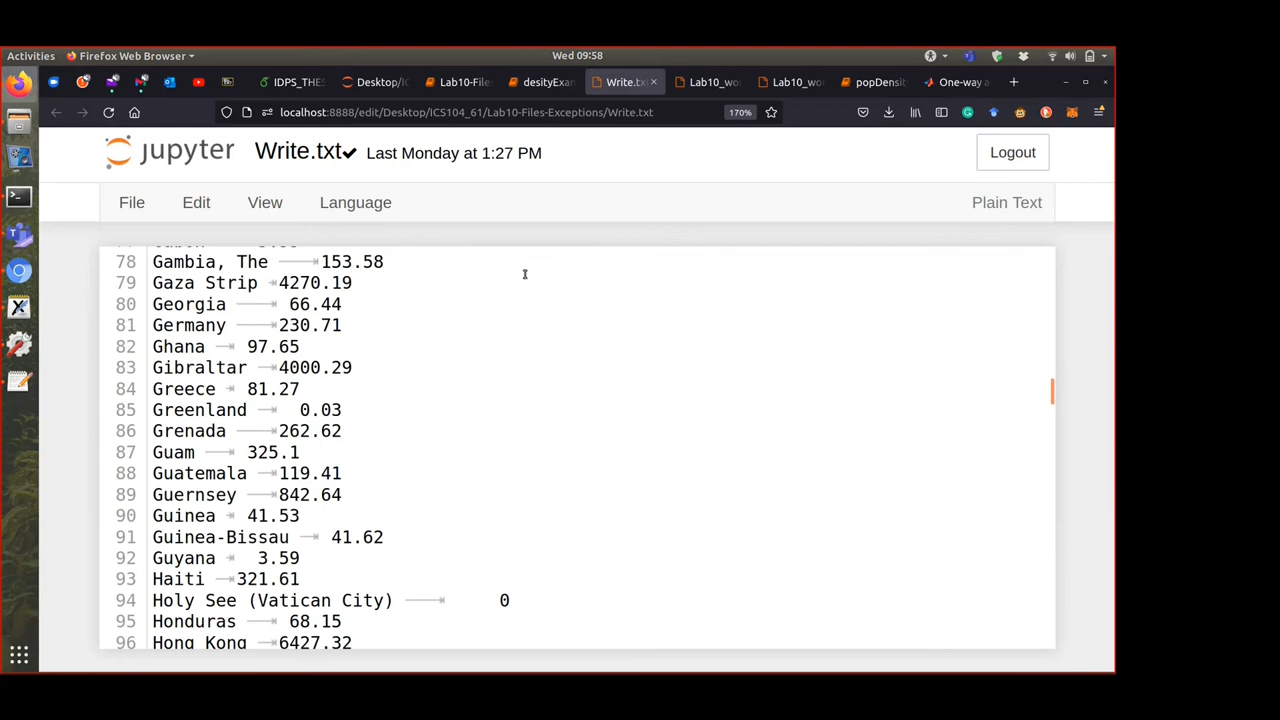 Activities Firefox Web Browser Wed 09:58
IDPS_THES Desktop/IC Lab10-File desityExan Write.tx Lab10_wo Lab10_wo popDensit One-way a
localhost:8888/edit/Desktop/ICS104_61/Lab10-Files-Exceptions/Write.txt 170%
jupyter Write.txt Last Monday at 1:27 PM Logout
File Edit View Language Plain Text
78 Gambia, The 153.58
79 Gaza Strip 4270.19
80 Georgia 66.44
81 Germany 230.71
82 Ghana 97.65
83 Gibraltar 4000.29
84 Greece 81.27
85 Greenland 0.03
86 Grenada 262.62
87 Guam 325.1
88 Guatemala 119.41
89 Guernsey 842.64
90 Guinea 41.53
91 Guinea-Bissau 41.62
92 Guyana 3.59
93 Haiti 321.61
94 Holy See (Vatican City) 0
95 Honduras 68.15
96 Hong Kong 6427.32